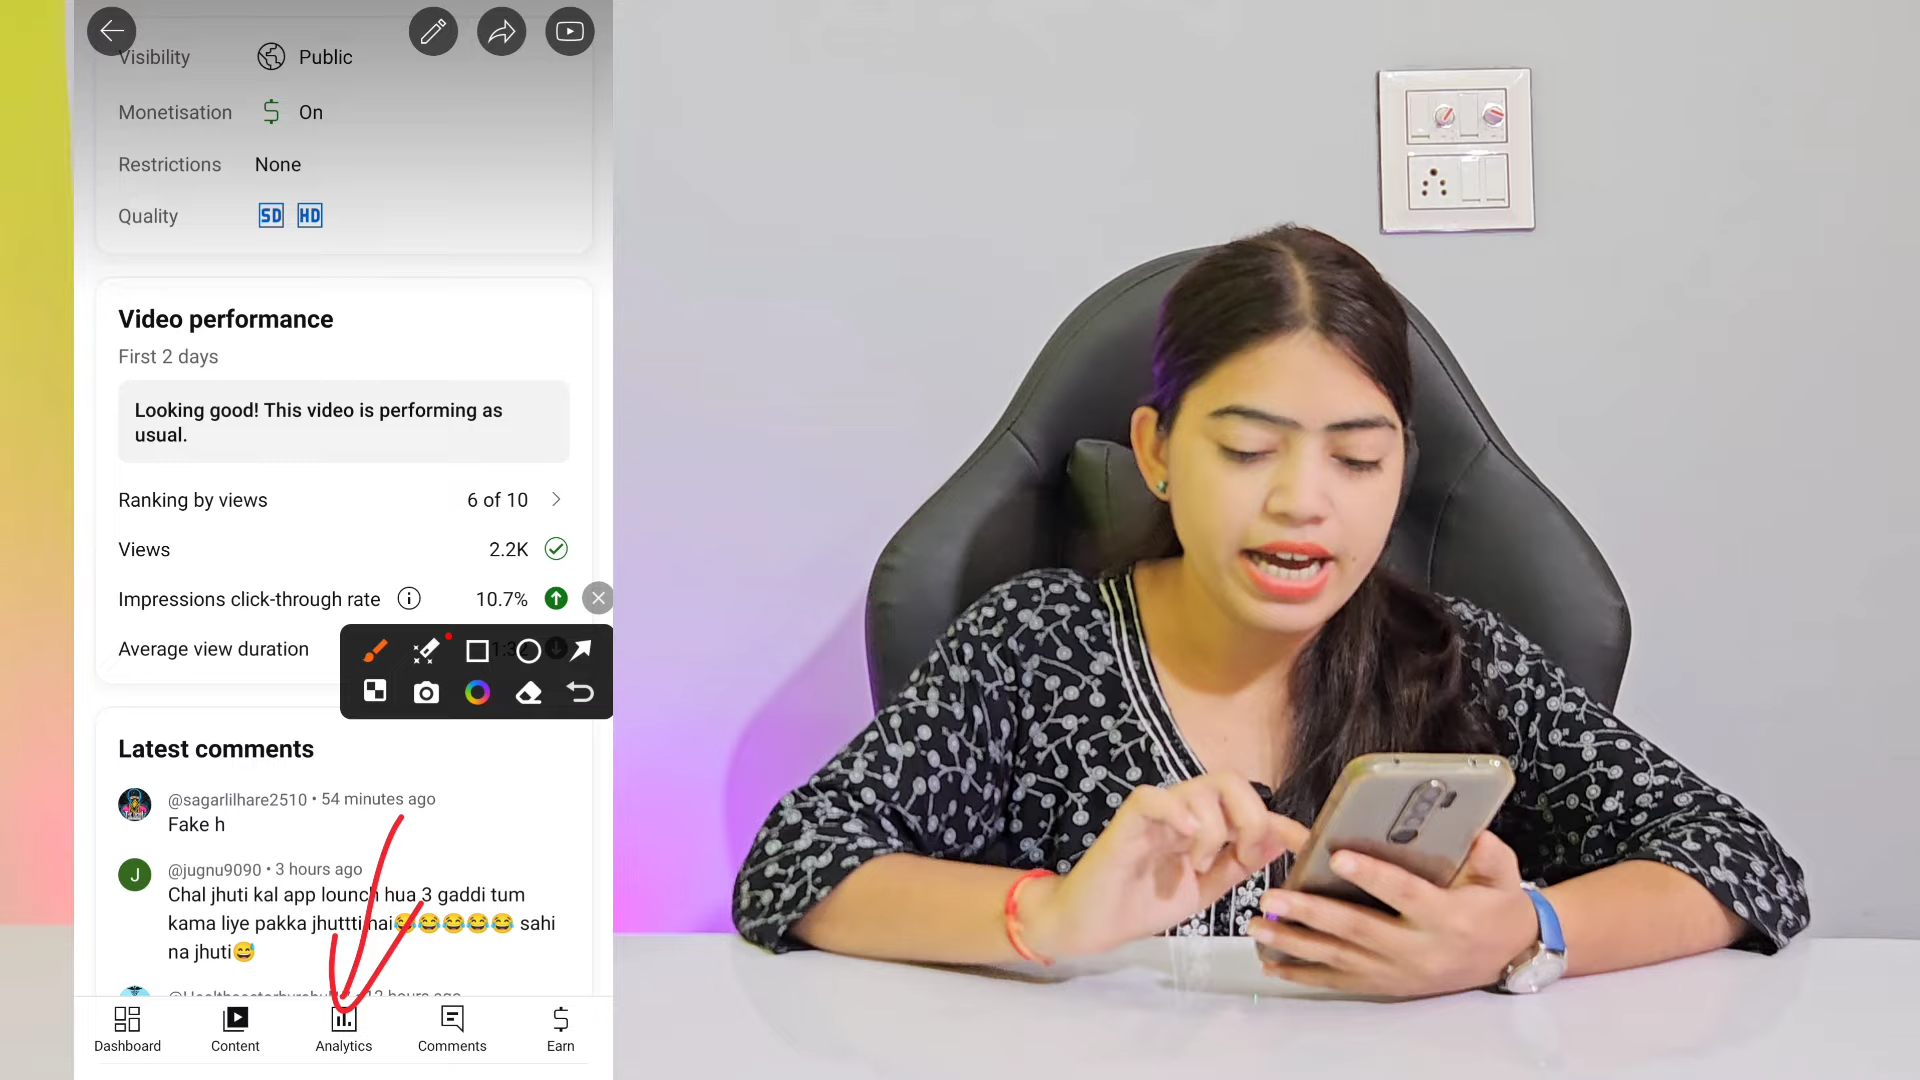 Visibility Public
Monetisation On
Restrictions None
Quality SD HD
Video performance
First 2 days
Looking good! This video is performing as
usual.
Ranking by views 6 of 10
Views 2.2K
Impressions click-through rate 10.7%
Average view duration
Latest comments
@sagarlilhare2510 • 54 minutes ago
Fake h
J @jugnu9090 • 3 hours ago
Chal jhuti kal app lounch hua 3 gaddi tum
kama liye pakka jhuttti hai😂😂😂😂😂 sahi
na jhuti😅
Dashboard Content Analytics Comments Earn